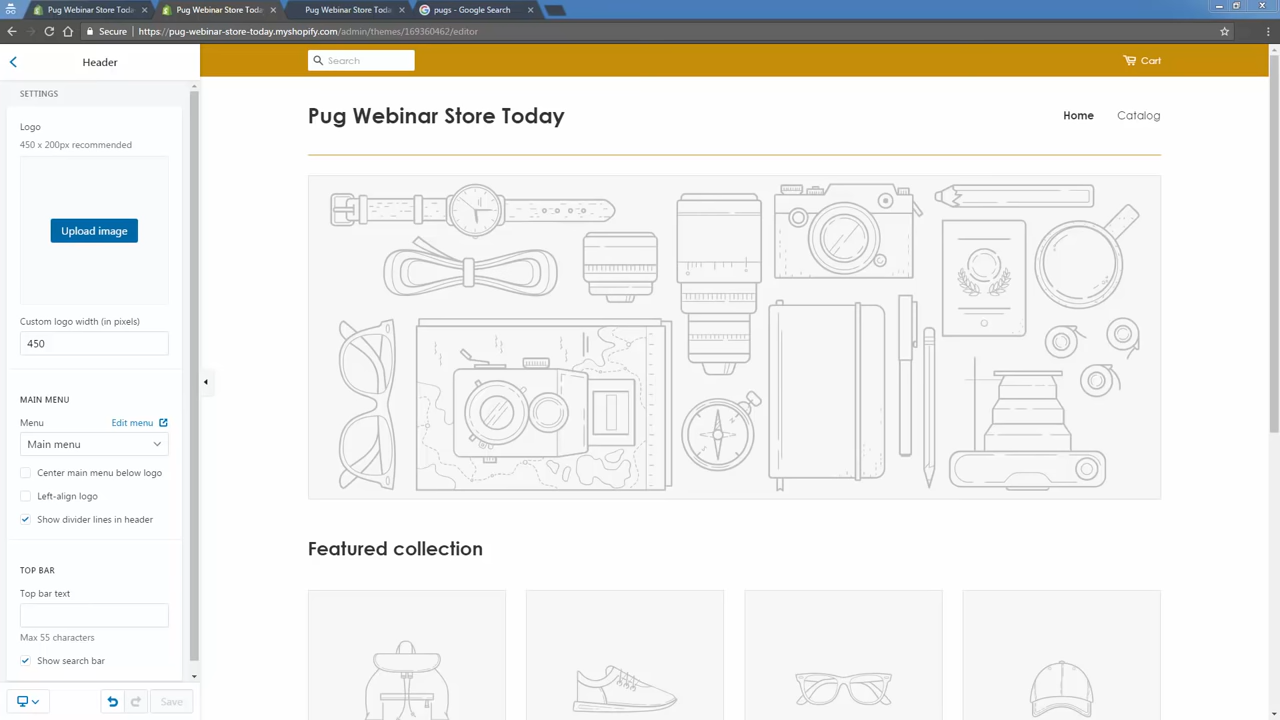 Pug Webinar Store Toda
Pug Webinar Store Toda
Pug Webinar Store Toda
pugs - Google Search
Secure https://pug-webinar-store-today.myshopify.com/admin/themes/169360462/editor
Header
SETTINGS
Logo
450 x 200px recommended
Upload image
Custom logo width (in pixels)
450
MAIN MENU
Menu Edit menu
Main menu
Center main menu below logo
Left-align logo
Show divider lines in header
TOP BAR
Top bar text
Max 55 characters
Show search bar
Save
Search
Cart
Pug Webinar Store Today
Home Catalog
Featured collection